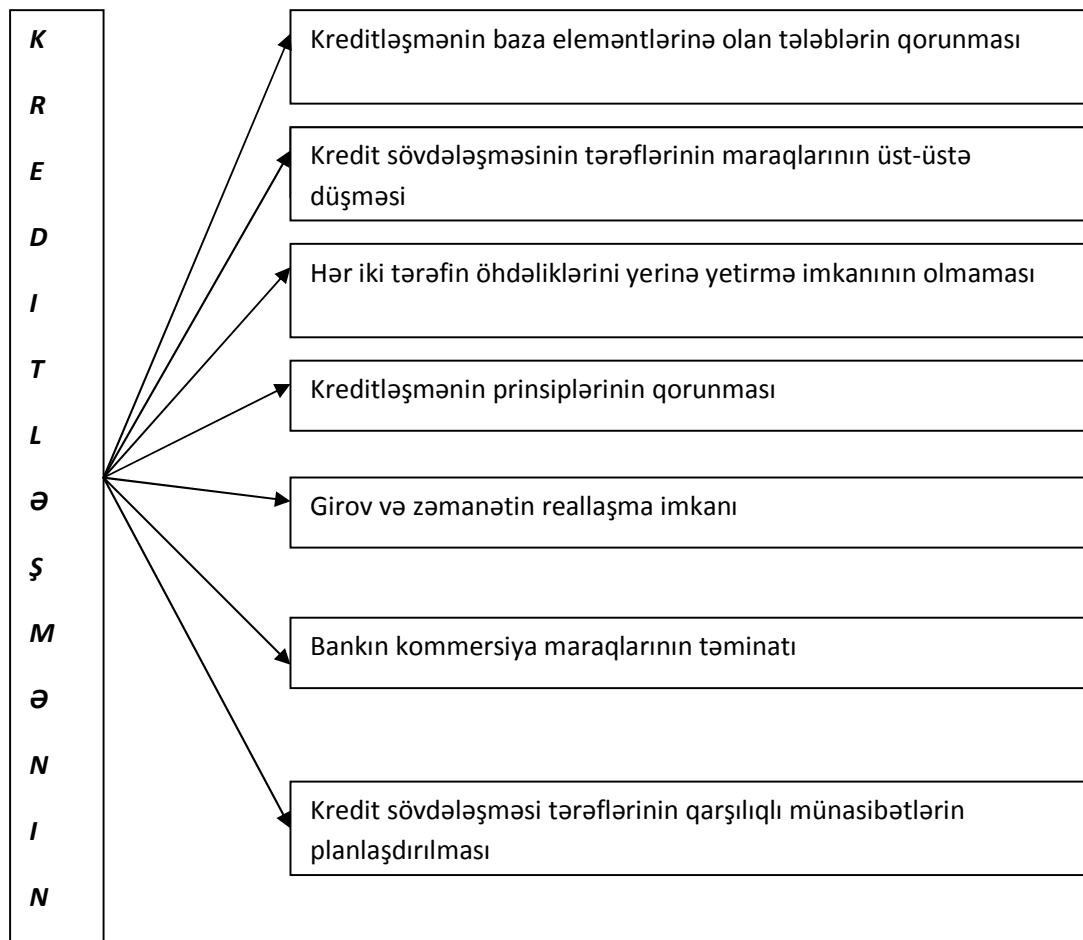 K
R
E
D
I
T
L
Ə
Ş
M
Ə
N
I
N
Kreditləşmənin baza elemәntlərinə olan tələblərin qorunması
Kredit sövdələşməsinin tərəflərinin maraqlarının üst-üstə
düşməsi
Hər iki tərəfin öhdəliklərini yerinə yetirmə imkanının olmaması
Kreditləşmənin prinsiplərinin qorunması
Girov və zəmanətin reallaşma imkanı
Bankın kommersiya maraqlarının təminatı
Kredit sövdələşməsi tərəflərinin qarşılıqlı münasibətlərin
planlaşdırılması